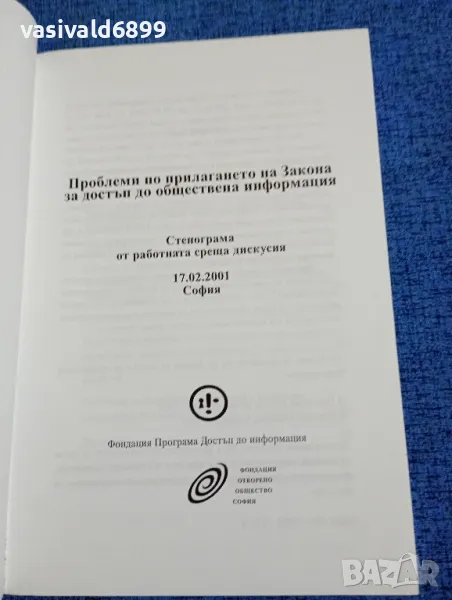 vasivald6899
Проблеми по прилагането на Закона
за достъп до обществена информация
Стенограма
от работната среща дискусия
17.02.2001
София
Фондация Програма Достъп до информация
ФОНДАЦИЯ
ОТВОРЕНО
ОБЩЕСТВО
СОФИЯ
BAZAR